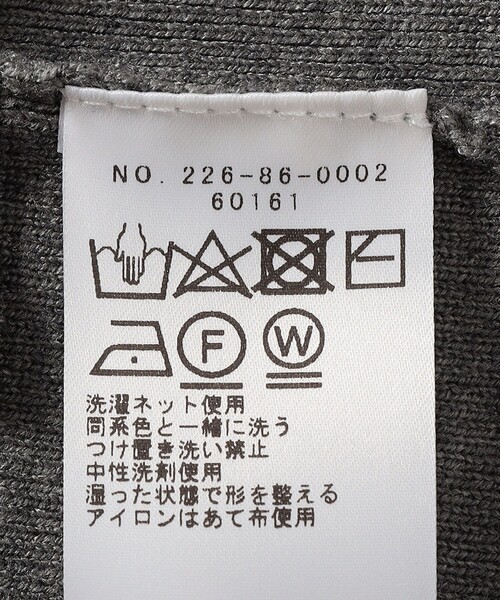 NO. 226-86-0002
60161
F W
洗濯ネット使用
同系色と一緒に洗う
つけ置き洗い禁止
中性洗剤使用
湿った状態で形を整える
アイロンはあて布使用